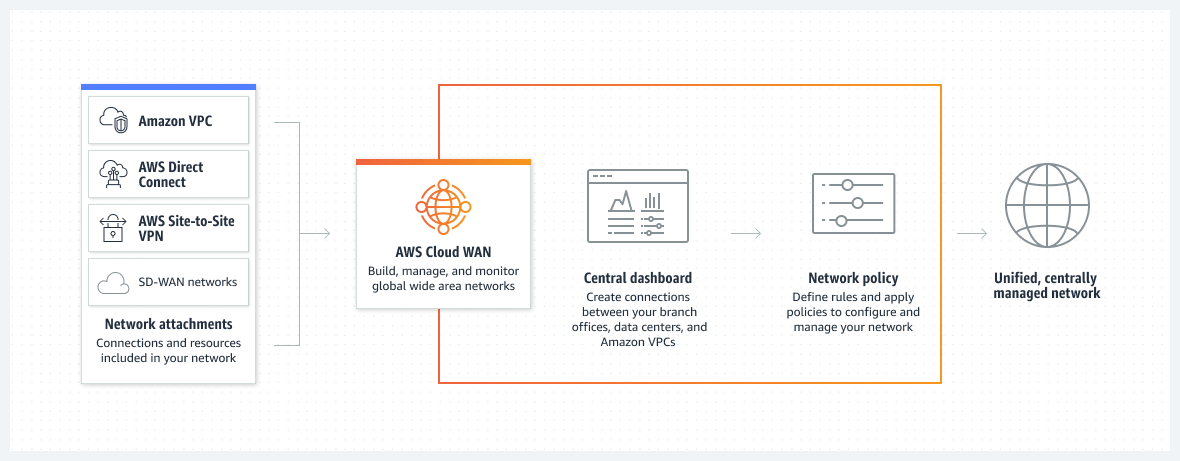 Amazon VPC
AWS Direct
Connect
AWS Site-to-Site
VPN
SD-WAN networks
Network attachments
Connections and resources
included in your network
AWS Cloud WAN
Build, manage, and monitor
global wide area networks
Central dashboard
Create connections
between your branch
offices, data centers, and
Amazon VPCs
Network policy
Define rules and apply
policies to configure and
manage your network
Unified, centrally
managed network